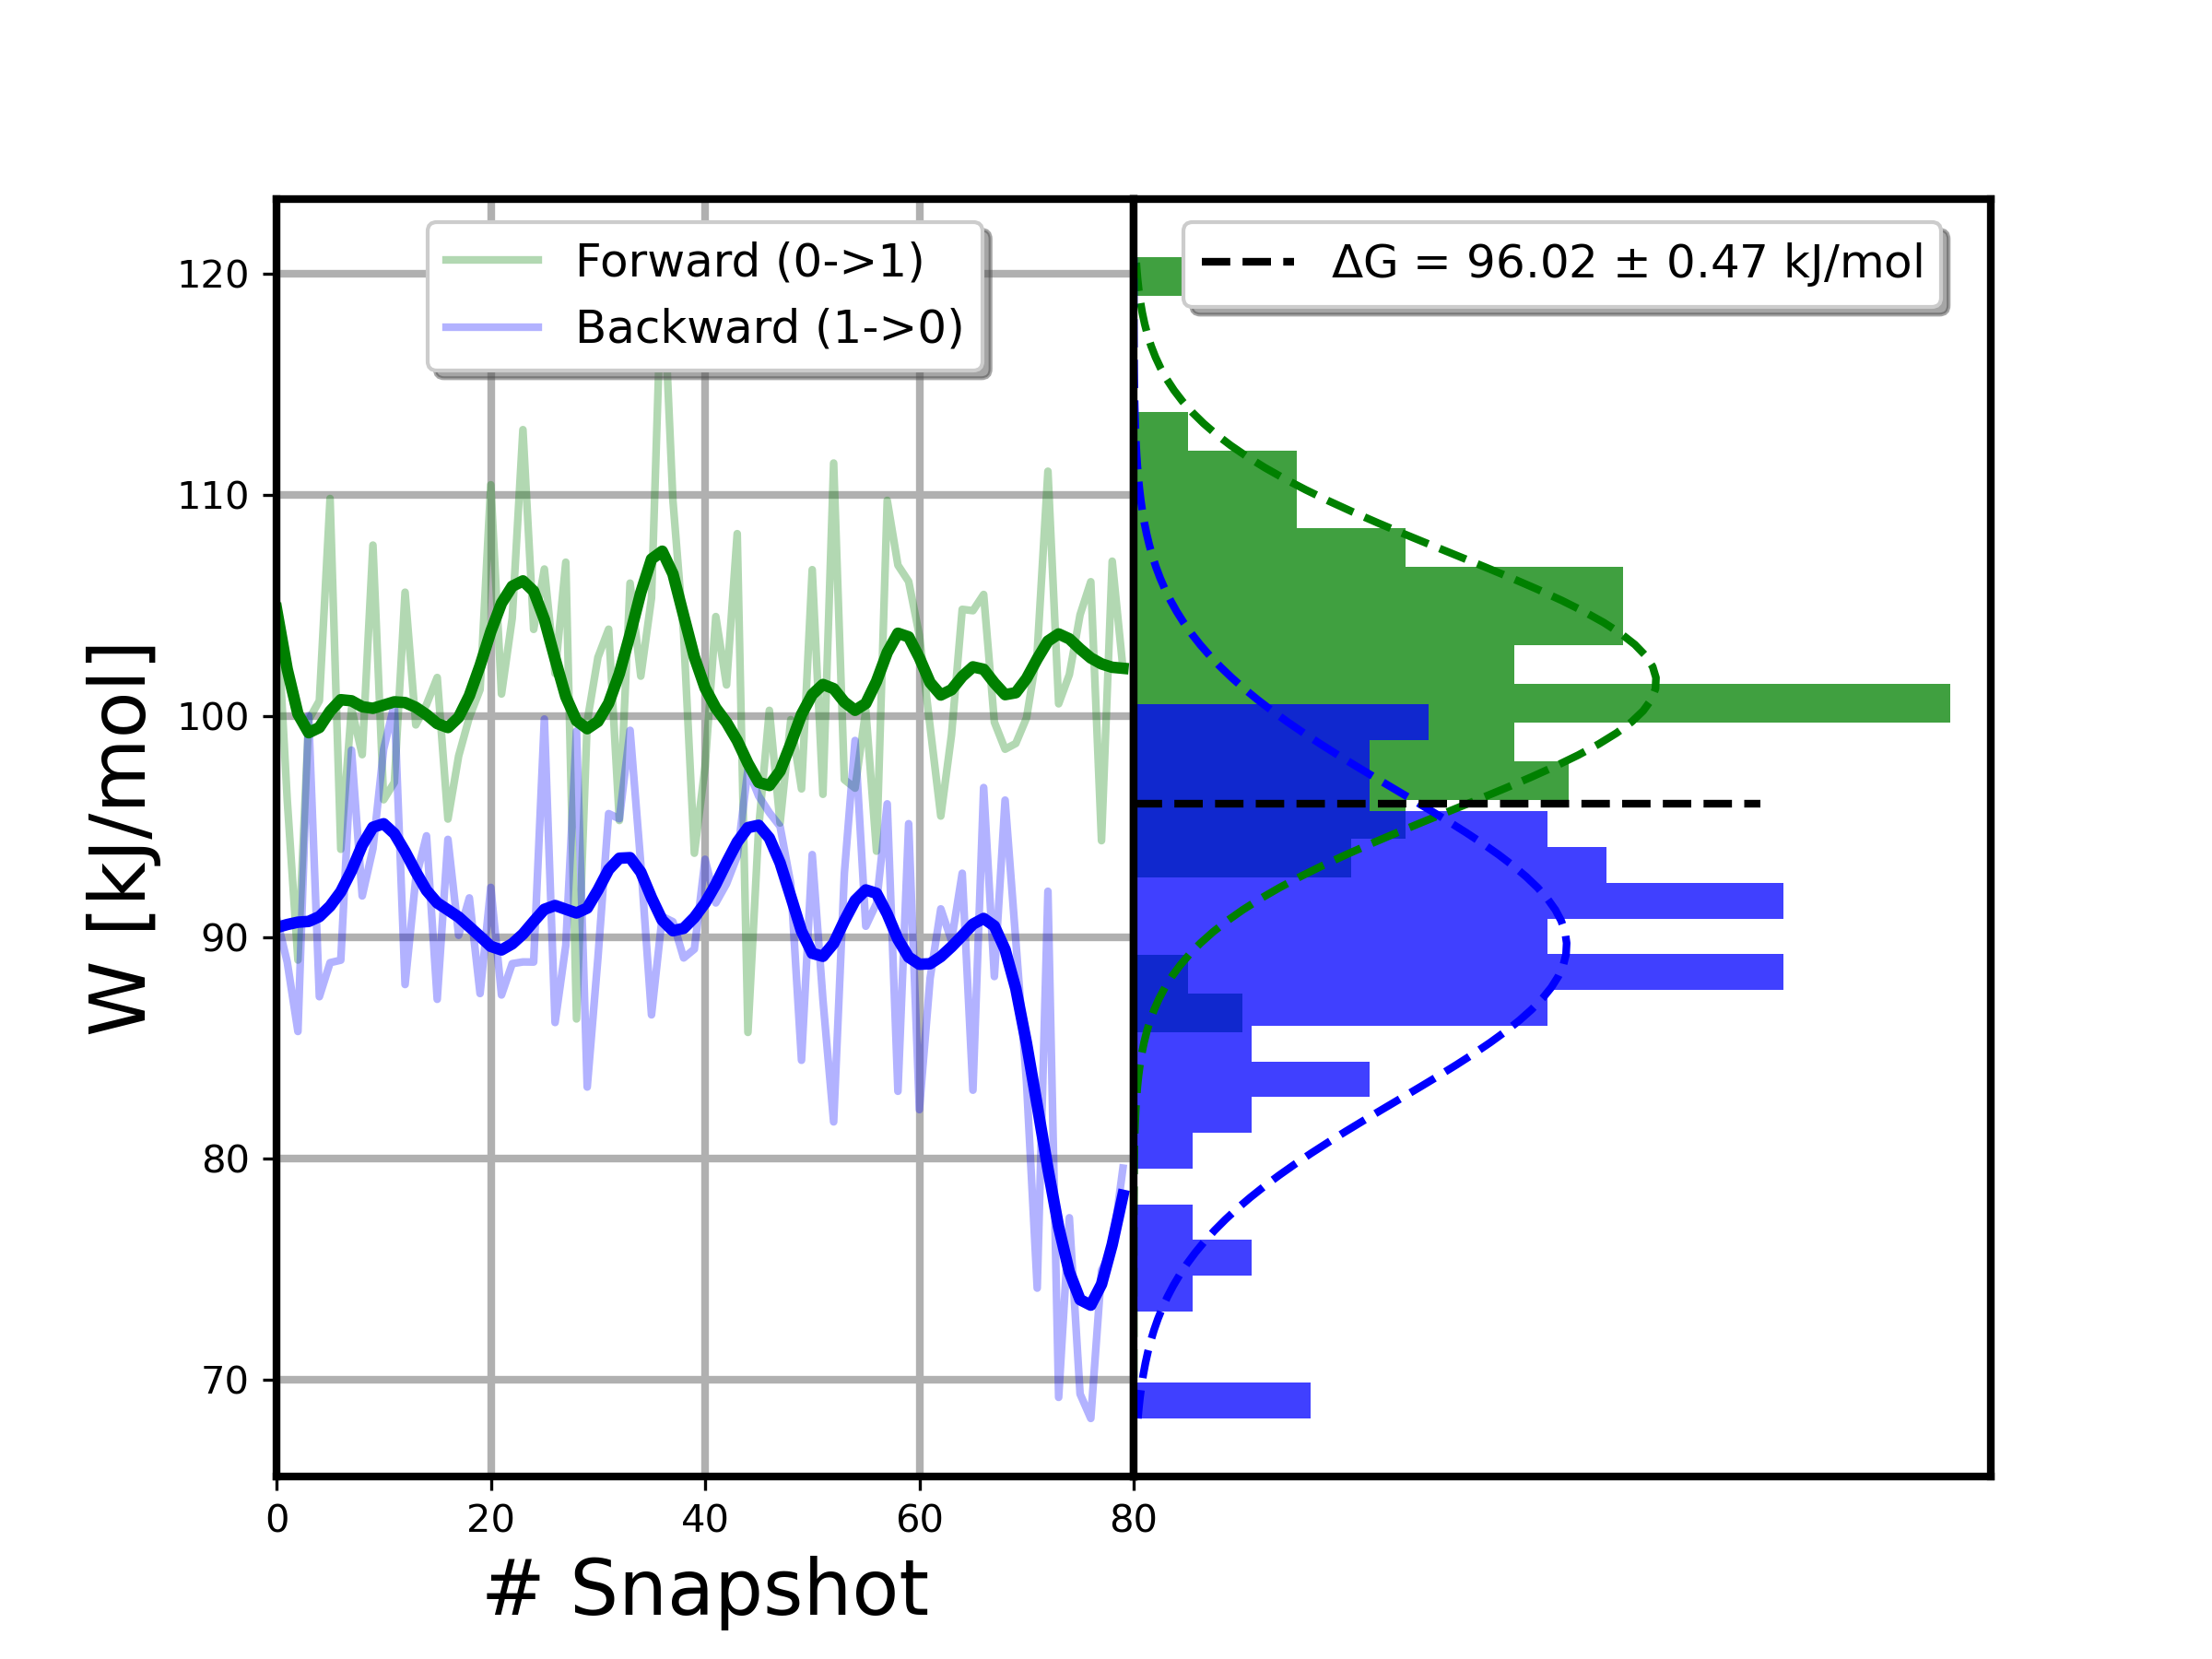 Forward (0->1)
Backward (1->0)
ΔG = 96.02 ± 0.47 kJ/mol
W [kJ/mol]
120
110
100
90
80
70
0 20 40 60 80
# Snapshot